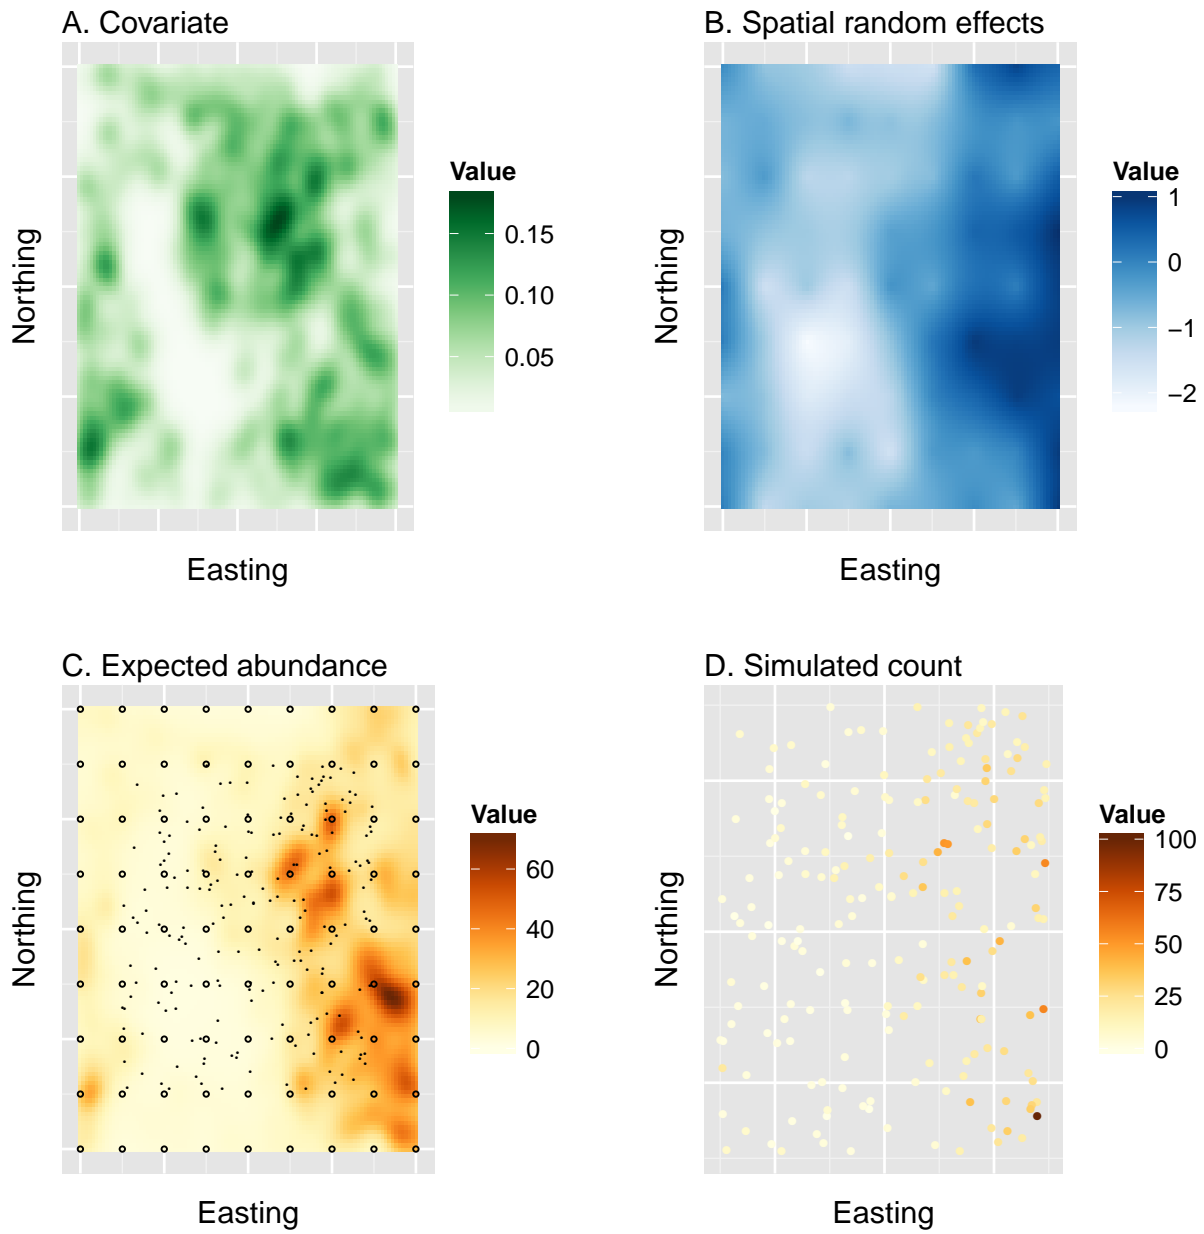 A. Covariate
Northing
Easting
Value
0.15
0.10
0.05
B. Spatial random effects
Northing
Easting
Value
1
0
−1
−2
C. Expected abundance
Northing
Easting
Value
60
40
20
0
D. Simulated count
Northing
Easting
Value
100
75
50
25
0